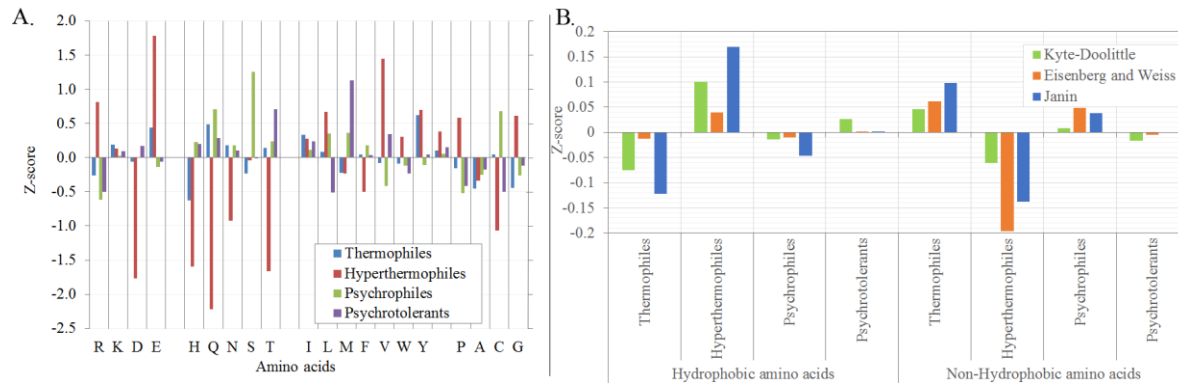 A.
2.0
1.5
1.0
0.5
0.0
-0.5
-1.0
-1.5
-2.0
-2.5
Z-score
Thermophiles
Hyperthermophiles
Psychrophiles
Psychrotolerants
R K D E H Q N S T I L M F V W Y P A C G
Amino acids
B.
0.2
0.15
0.1
0.05
0
-0.05
-0.1
-0.15
-0.2
Z-score
Kyte-Doolittle
Eisenberg and Weiss
Janin
Thermophiles
Hyperthermophiles
Psychrophiles
Psychrotolerants
Thermophiles
Hyperthermophiles
Psychrophiles
Psychrotolerants
Hydrophobic amino acids
Non-Hydrophobic amino acids